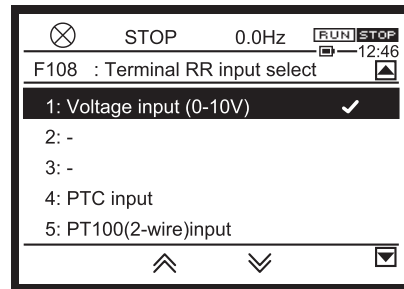 STOP 0.0Hz RUN STOP
12:46
F108 : Terminal RR input select
1: Voltage input (0-10V)
2: -
3: -
4: PTC input
5: PT100(2-wire)input